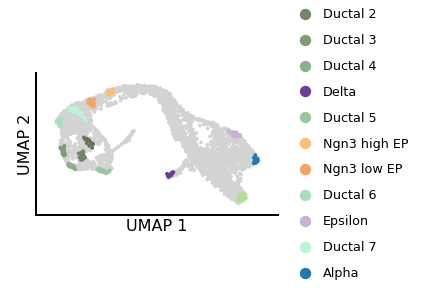 Ductal 2
Ductal 3
Ductal 4
Delta
Ductal 5
Ngn3 high EP
Ngn3 low EP
Ductal 6
Epsilon
Ductal 7
Alpha
UMAP 2
UMAP 1